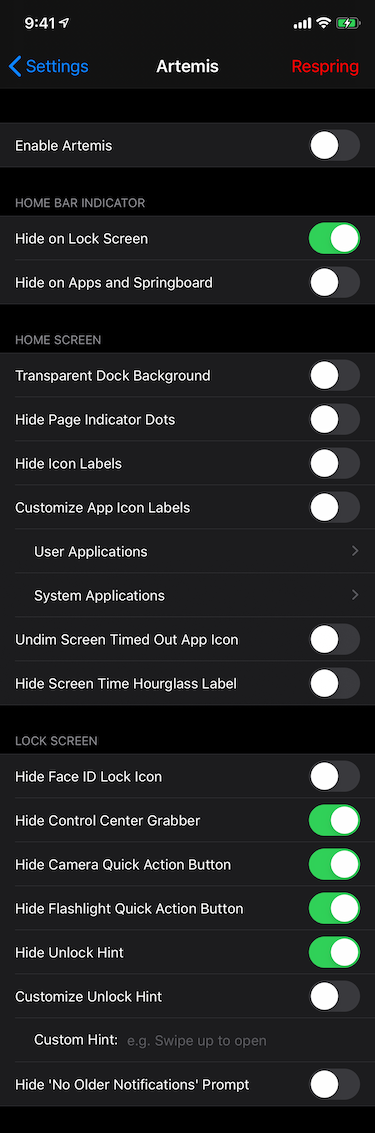 9:41
Settings
Artemis
Respring
Enable Artemis
HOME BAR INDICATOR
Hide on Lock Screen
Hide on Apps and Springboard
HOME SCREEN
Transparent Dock Background
Hide Page Indicator Dots
Hide Icon Labels
Customize App Icon Labels
User Applications
System Applications
Undim Screen Timed Out App Icon
Hide Screen Time Hourglass Label
LOCK SCREEN
Hide Face ID Lock Icon
Hide Control Center Grabber
Hide Camera Quick Action Button
Hide Flashlight Quick Action Button
Hide Unlock Hint
Customize Unlock Hint
Custom Hint: e.g. Swipe up to open
Hide 'No Older Notifications' Prompt